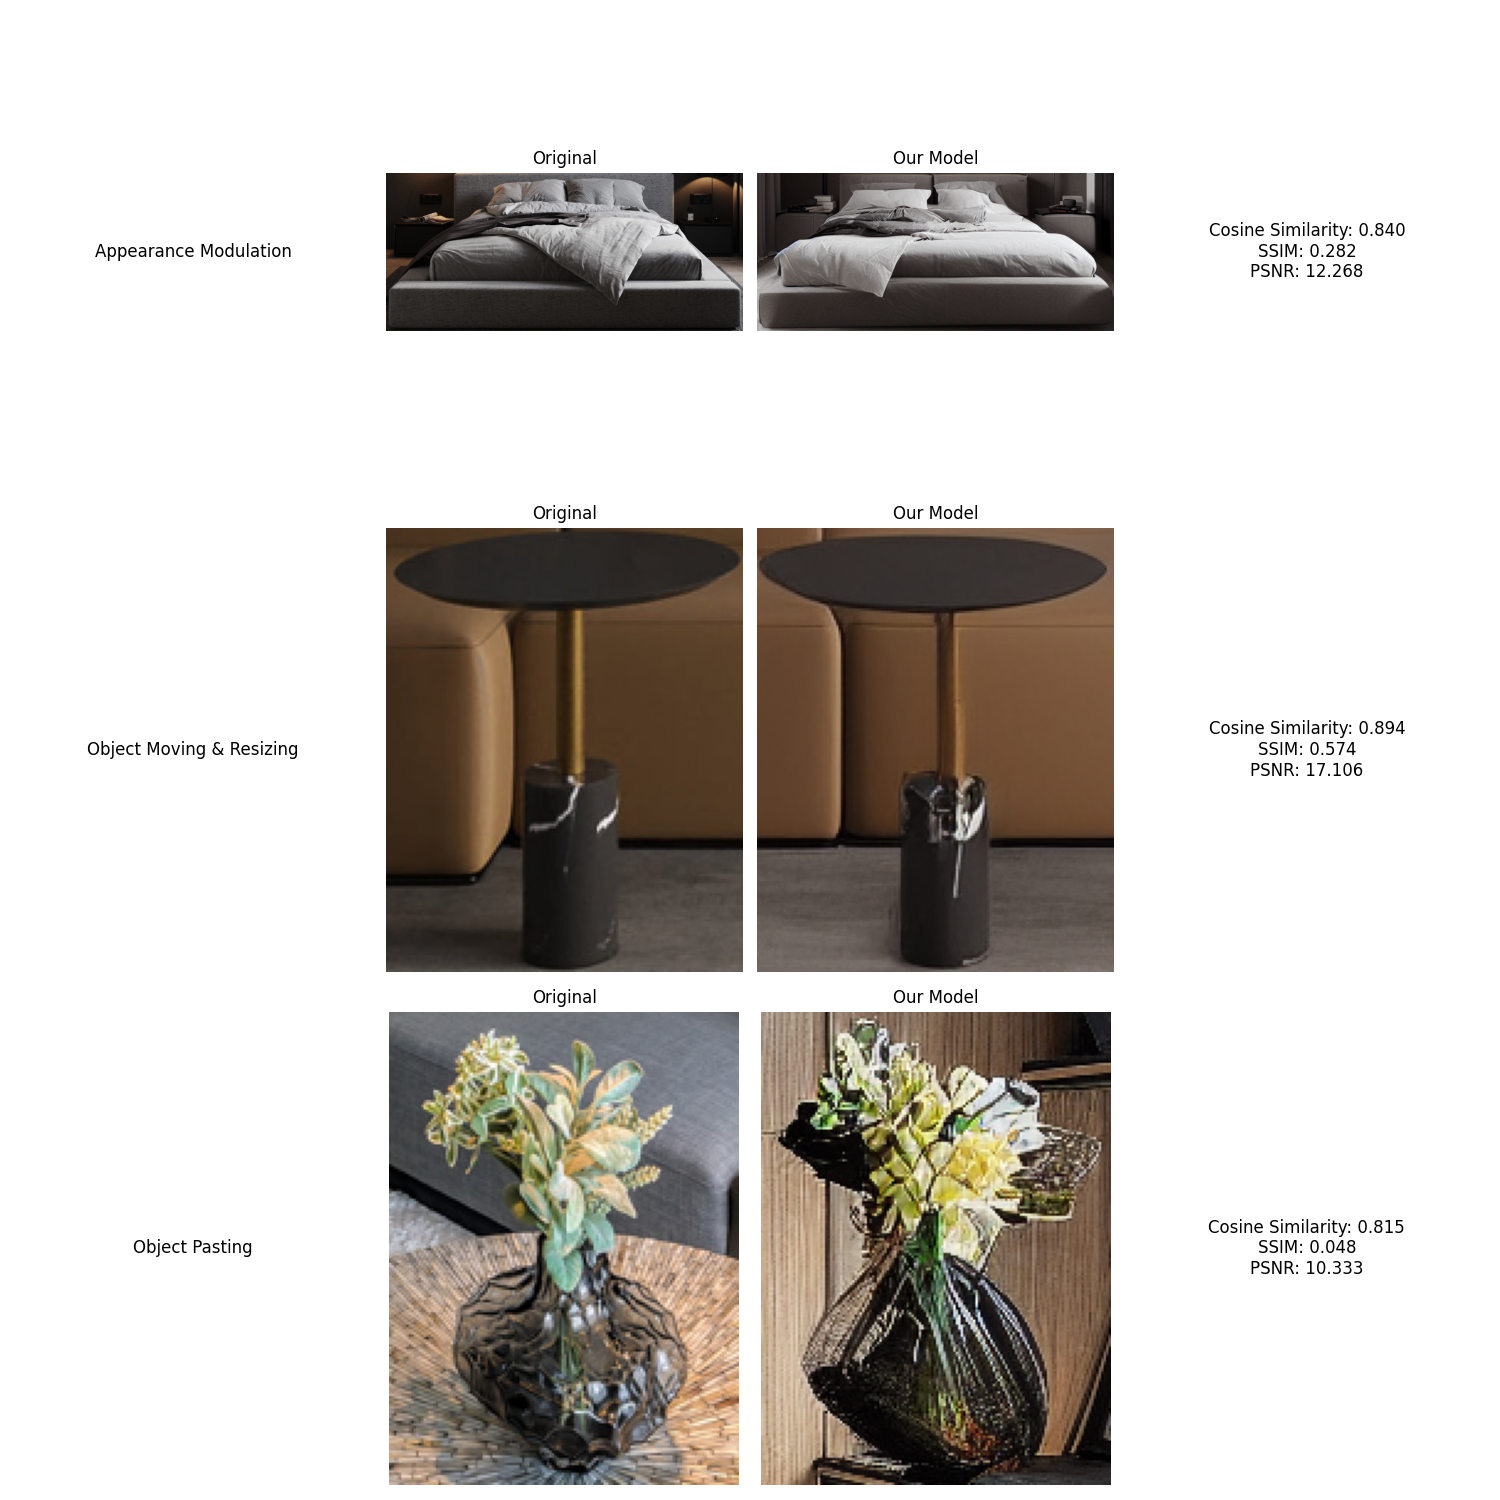 Original
Our Model
Appearance Modulation
Cosine Similarity: 0.840
SSIM: 0.282
PSNR: 12.268
Original
Our Model
Object Moving & Resizing
Cosine Similarity: 0.894
SSIM: 0.574
PSNR: 17.106
Original
Our Model
Object Pasting
Cosine Similarity: 0.815
SSIM: 0.048
PSNR: 10.333